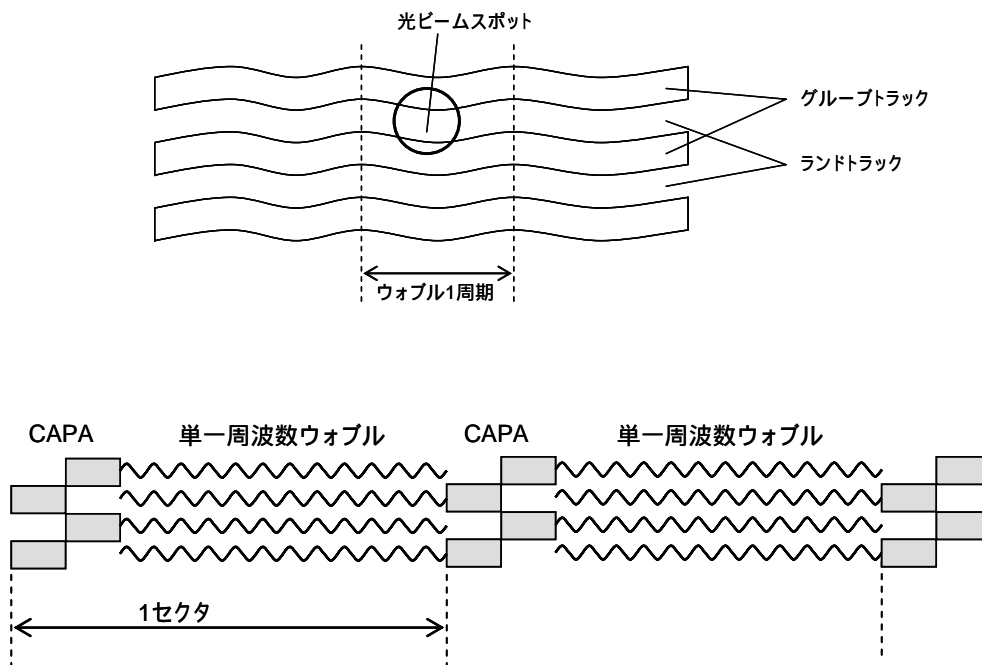 光ビームスポット
グルーブトラック
ランドトラック
ウォブル1周期
CAPA 単一周波数ウォブル CAPA 単一周波数ウォブル
1セクタ